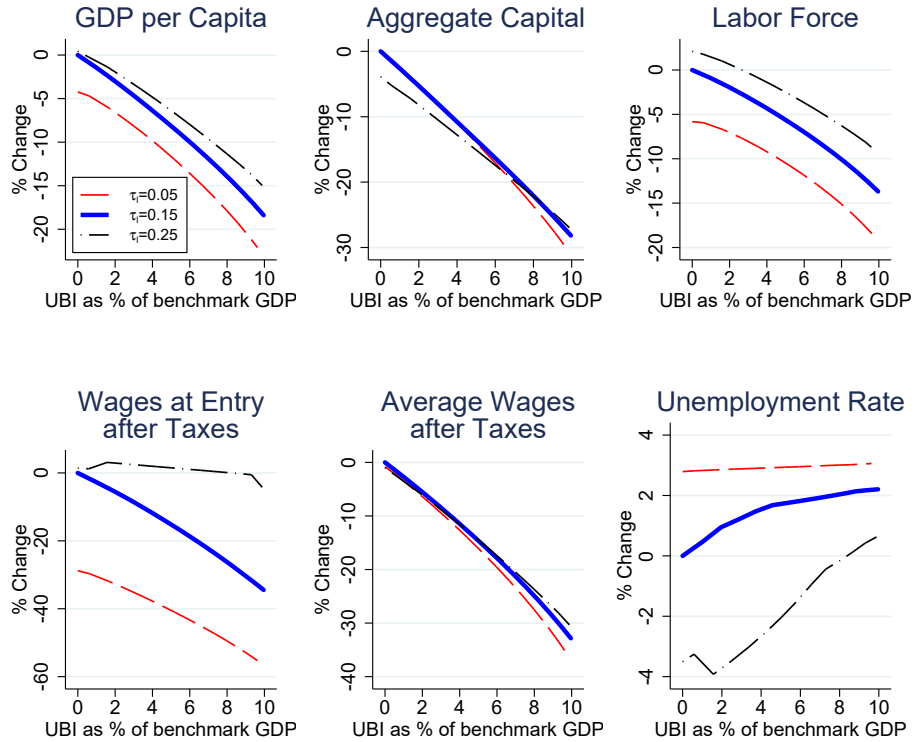 GDP per Capita
% Change
0
-5
-10
-15
-20
τl=0.05
τl=0.15
τl=0.25
0 2 4 6 8 10
UBI as % of benchmark GDP
Aggregate Capital
% Change
0
-10
-20
-30
0 2 4 6 8 10
UBI as % of benchmark GDP
Labor Force
% Change
0
-5
-10
-15
-20
0 2 4 6 8 10
UBI as % of benchmark GDP
Wages at Entry
after Taxes
% Change
0
-20
-40
-60
0 2 4 6 8 10
UBI as % of benchmark GDP
Average Wages
after Taxes
% Change
0
-10
-20
-30
-40
0 2 4 6 8 10
UBI as % of benchmark GDP
Unemployment Rate
% Change
4
2
0
-2
-4
0 2 4 6 8 10
UBI as % of benchmark GDP